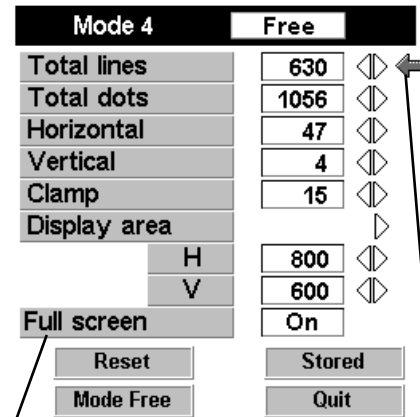 Mode 4 Free
Total lines 630
Total dots 1056
Horizontal 47
Vertical 4
Clamp 15
Display area
H 800
V 600
Full screen On
Reset Stored
Mode Free Quit